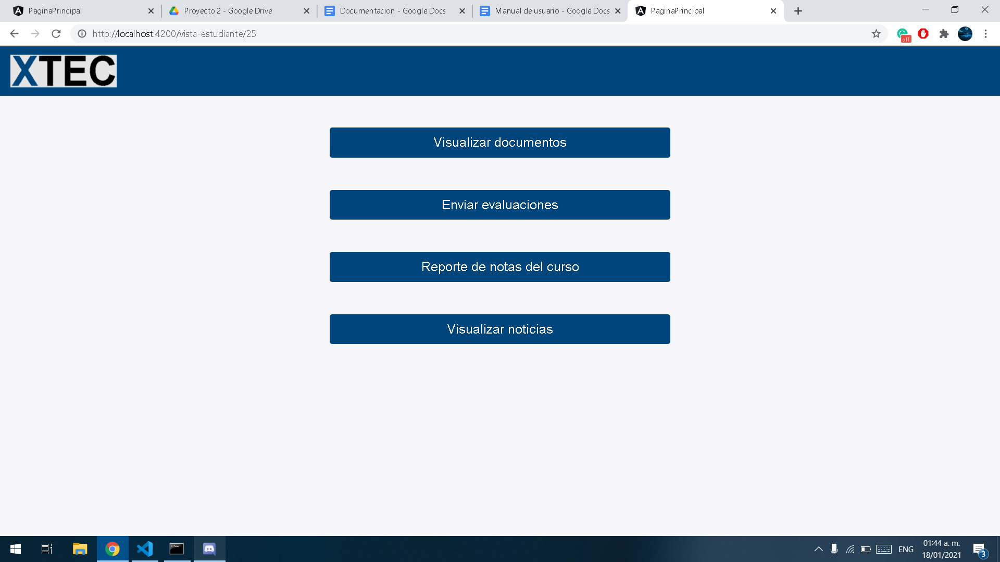 PaginaPrincipal
Proyecto 2 - Google Drive
Documentacion - Google Docs
Manual de usuario - Google Docs
PaginaPrincipal
http://localhost:4200/vista-estudiante/25
off
XTEC
Visualizar documentos
Enviar evaluaciones
Reporte de notas del curso
Visualizar noticias
ENG
01:44 a. m.
18/01/2021
3